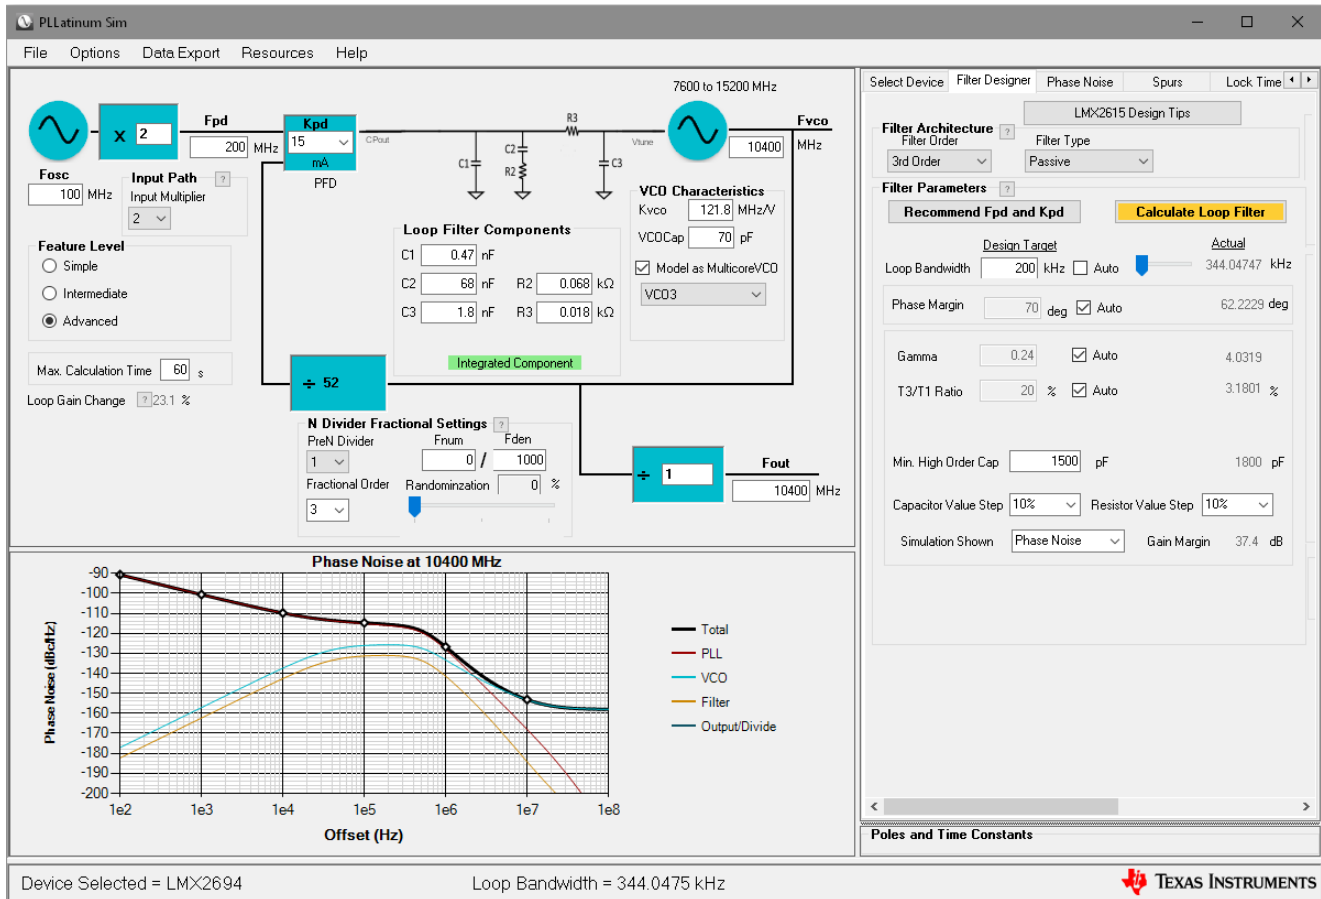 PLLatinum Sim
File Options Data Export Resources Help
7600 to 15200 MHz
x 2
Fpd
200 MHz
Kpd
15
mA
PFD
CPout
R3
C1
C2
R2
C3
Vtune
Fvco
10400 MHz
Fosc
100 MHz
Input Path ?
Input Multiplier
2
Feature Level
Simple
Intermediate
Advanced
Max. Calculation Time 60 s
Loop Gain Change ? 23.1 %
Loop Filter Components
C1 0.47 nF
C2 68 nF R2 0.068 kΩ
C3 1.8 nF R3 0.018 kΩ
Integrated Component
VCO Characteristics
Kvco 121.8 MHz/V
VCOCap 70 pF
Model as MulticoreVCO
VCO3
÷ 52
N Divider Fractional Settings ?
PreN Divider Fnum Fden
1 0 / 1000
Fractional Order Randominzation 0 %
3
÷ 1
Fout
10400 MHz
Phase Noise at 10400 MHz
Phase Noise (dBc/Hz)
-90
-100
-110
-120
-130
-140
-150
-160
-170
-180
-190
-200
1e2 1e3 1e4 1e5 1e6 1e7 1e8
Offset (Hz)
Total
PLL
VCO
Filter
Output/Divide
Select Device Filter Designer Phase Noise Spurs Lock Time
LMX2615 Design Tips
Filter Architecture ?
Filter Order Filter Type
3rd Order Passive
Filter Parameters ?
Recommend Fpd and Kpd Calculate Loop Filter
Design Target Actual
Loop Bandwidth 200 kHz Auto 344.04747 kHz
Phase Margin 70 deg Auto 62.2229 deg
Gamma 0.24 Auto 4.0319
T3/T1 Ratio 20 % Auto 3.1801 %
Min. High Order Cap 1500 pF 1800 pF
Capacitor Value Step 10% Resistor Value Step 10%
Simulation Shown Phase Noise Gain Margin 37.4 dB
Poles and Time Constants
Device Selected = LMX2694 Loop Bandwidth = 344.0475 kHz
TEXAS INSTRUMENTS